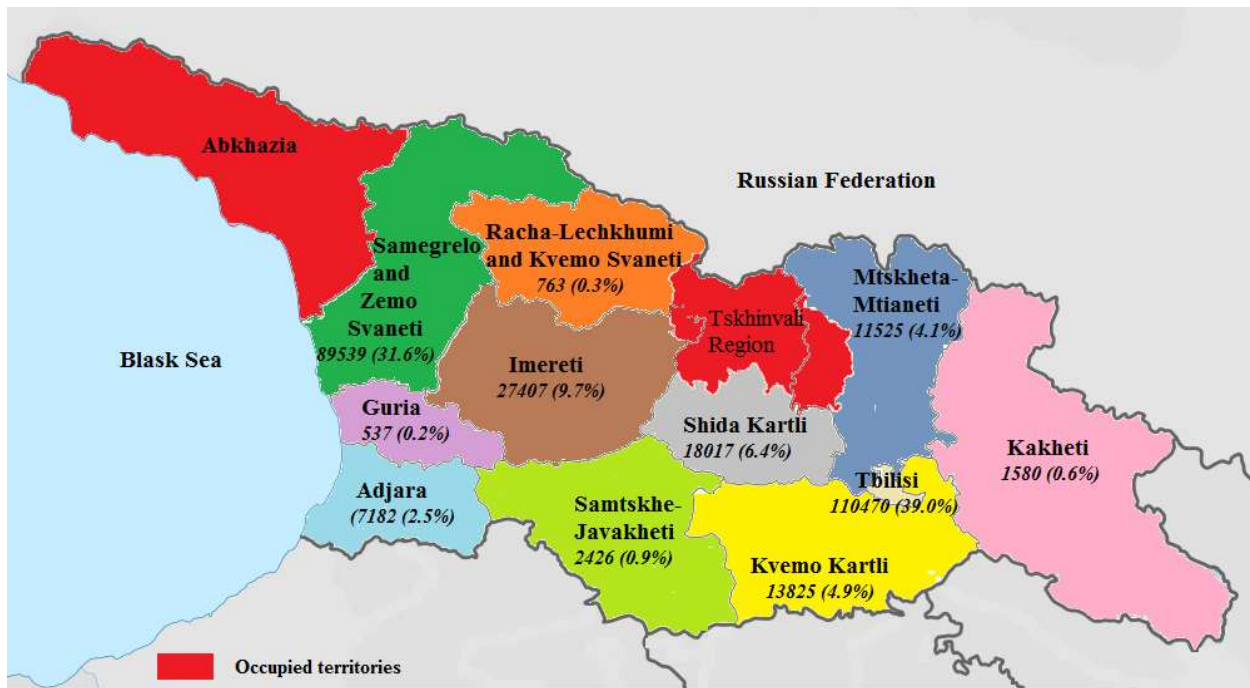 Abkhazia
Russian Federation
Samegrelo
and
Zemo
Svaneti
89539 (31.6%)
Racha-Lechkhumi
and Kvemo Svaneti
763 (0.3%)
Mtskheta-
Mtianeti
11525 (4.1%)
Tskhinvali
Region
Blask Sea
Imereti
27407 (9.7%)
Guria
537 (0.2%)
Shida Kartli
18017 (6.4%)
Kakheti
1580 (0.6%)
Adjara
(7182 (2.5%)
Tbilisi
110470 (39.0%)
Samtskhe-
Javakheti
2426 (0.9%)
Kvemo Kartli
13825 (4.9%)
Occupied territories